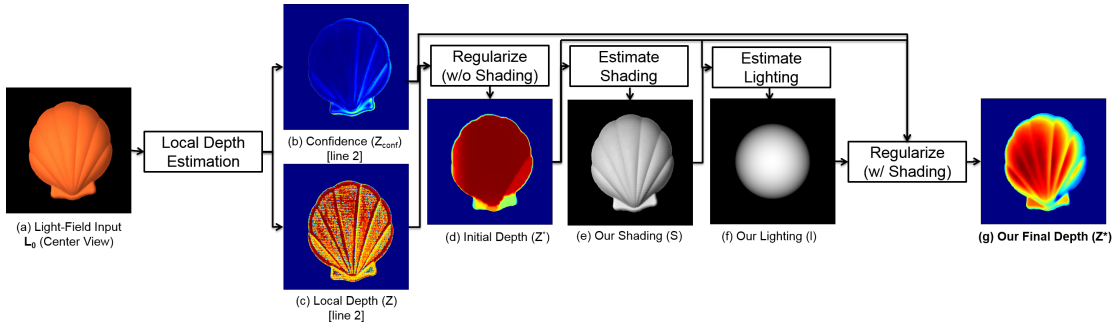 Local Depth
Estimation
Regularize
(w/o Shading)
Estimate
Shading
Estimate
Lighting
Regularize
(w/ Shading)
(a) Light-Field Input
L₀ (Center View)
(b) Confidence (Zconf)
[line 2]
(c) Local Depth (Z)
[line 2]
(d) Initial Depth (Z*)
(e) Our Shading (S)
(f) Our Lighting (l)
(g) Our Final Depth (Z*)